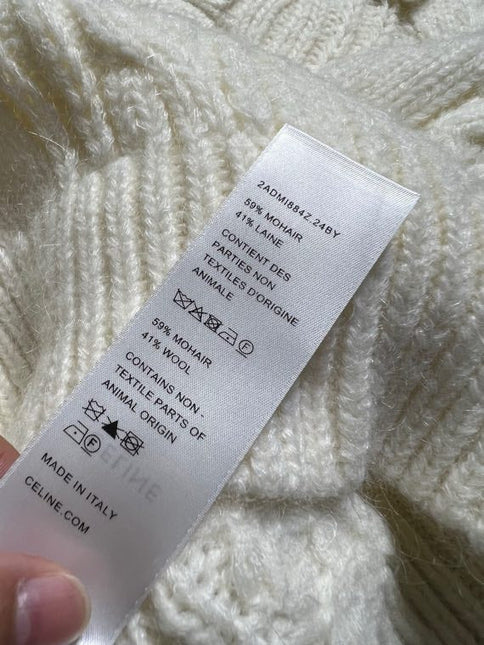 2ADMI884Z.24BY
59% MOHAIR
41% LAINE
CONTIENT DES
PARTIES NON
TEXTILES D'ORIGINE
ANIMALE
F
59% MOHAIR
41% WOOL
CONTAINS NON -
TEXTILE PARTS OF
ANIMAL ORIGIN
F
CELINE
MADE IN ITALY
CELINE.COM